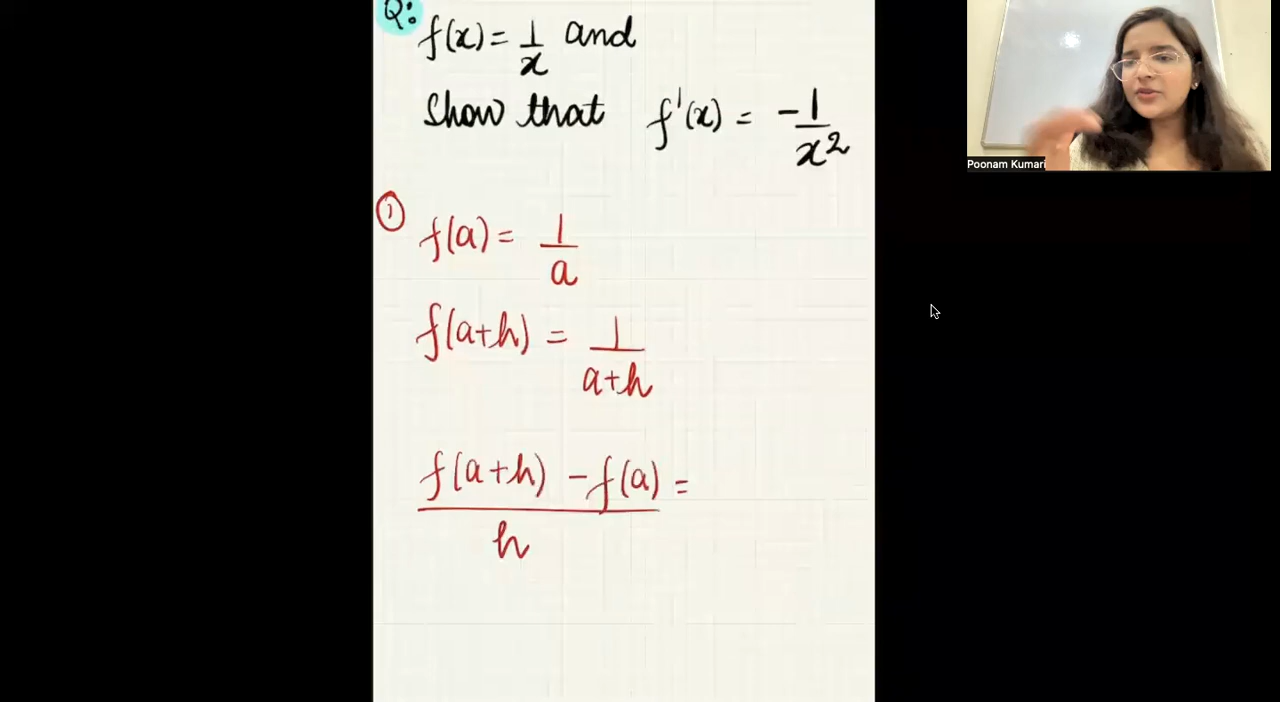 Q:
f(x) = 1/x and
Show that f'(x) = -1/x²
①
f(a) = 1/a
f(a+h) = 1/(a+h)
f(a+h) - f(a) =
h
Poonam Kumari